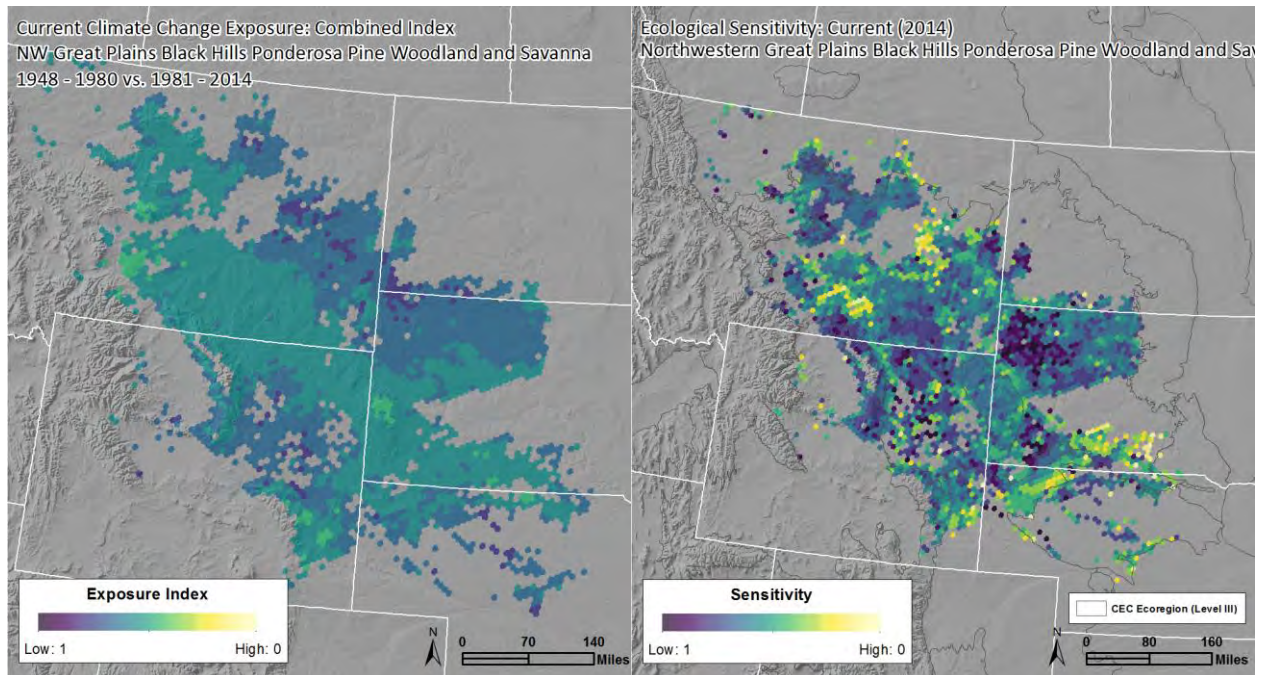 Current Climate Change Exposure: Combined Index
NW Great Plains Black Hills Ponderosa Pine Woodland and Savanna
1948 - 1980 vs. 1981 - 2014
Exposure Index
Low: 1 High: 0
N
0 70 140
Miles
Ecological Sensitivity: Current (2014)
Northwestern Great Plains Black Hills Ponderosa Pine Woodland and Sav
Sensitivity
Low: 1 High: 0
CEC Ecoregion (Level III)
N
0 80 160
Miles